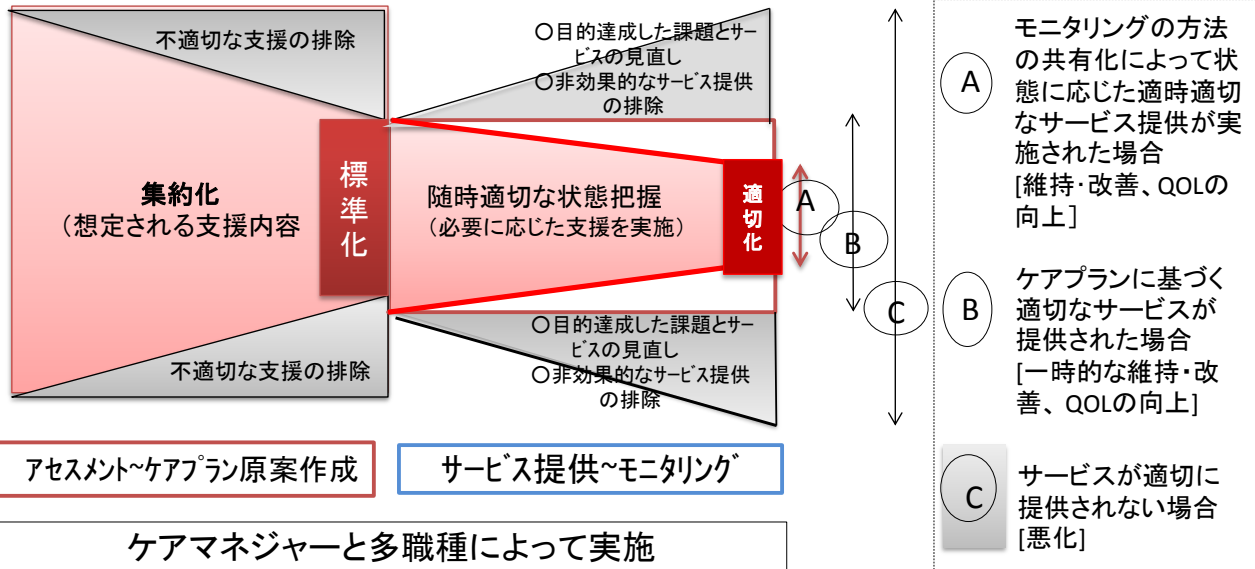 不適切な支援の排除
集約化
（想定される支援内容
不適切な支援の排除
標準化
〇目的達成した課題とサー
ビスの見直し
〇非効果的なサービス提供
の排除
随時適切な状態把握
（必要に応じた支援を実施）
適切化
〇目的達成した課題とサー
ビスの見直し
〇非効果的なサービス提供
の排除
A
B
C
アセスメント~ケアプラン原案作成
サービス提供~モニタリング
ケアマネジャーと多職種によって実施
A
モニタリングの方法
の共有化によって状
態に応じた適時適切
なサービス提供が実
施された場合
[維持・改善、QOLの
向上］
B
ケアプランに基づく
適切なサービスが
提供された場合
[一時的な維持・改
善、QOLの向上]
C
サービスが適切に
提供されない場合
[悪化]